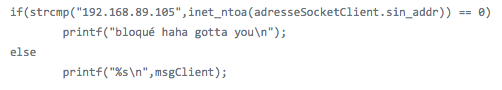 if(strcmp("192.168.89.105",inet_ntoa(adresseSocketClient.sin_addr)) == 0)
        printf("bloqué haha gotta you\n");
else
        printf("%s\n",msgClient);